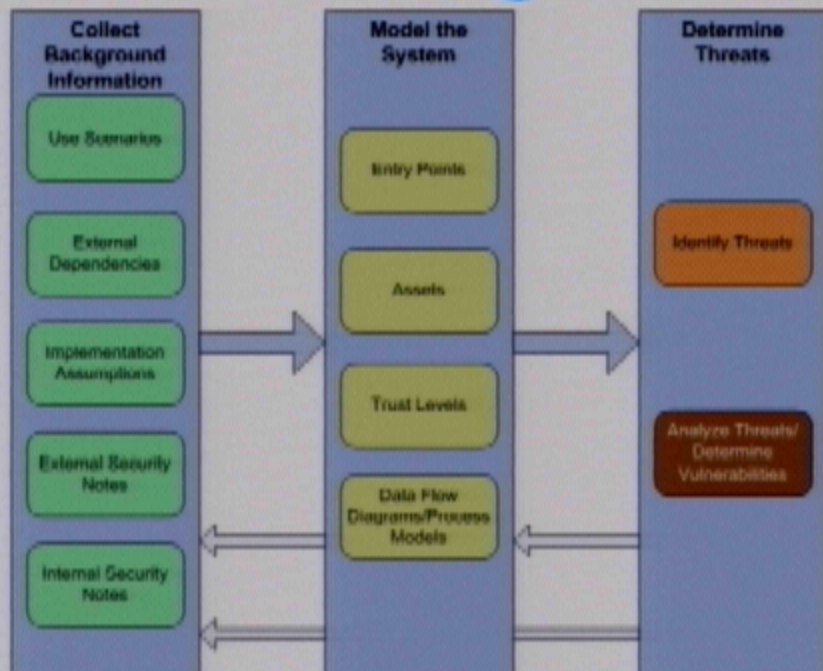 Collect
Background
Information
Use Scenarios
External
Dependencies
Implementation
Assumptions
External Security
Notes
Internal Security
Notes
Model the
System
Entry Points
Assets
Trust Levels
Data Flow
Diagrams/Process
Models
Determine
Threats
Identify Threats
Analyze Threats/
Determine
Vulnerabilities